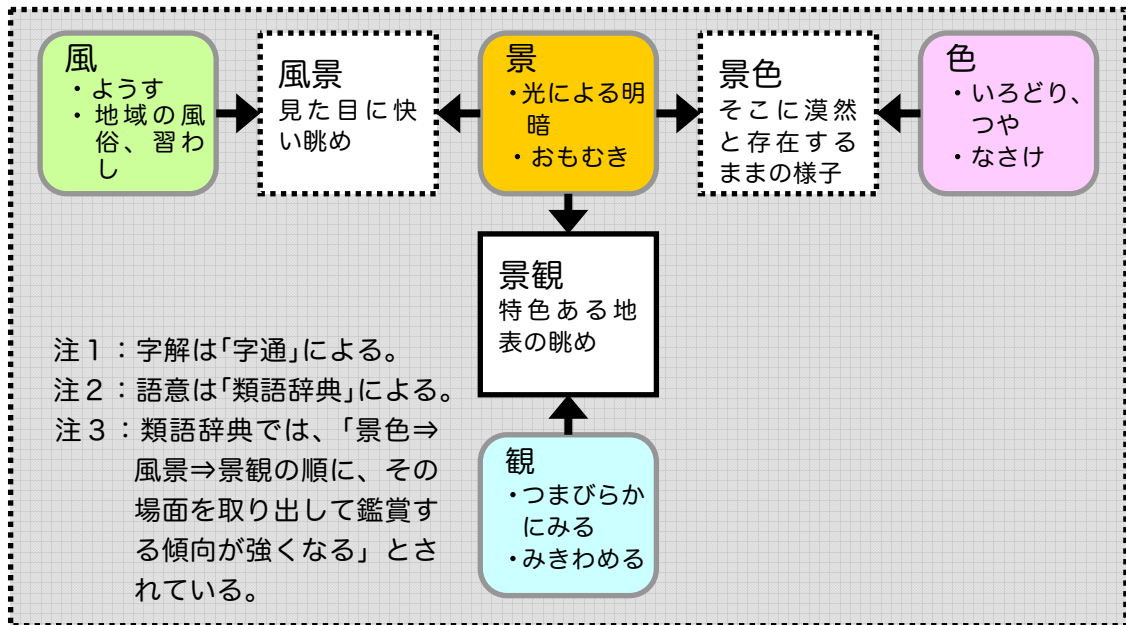 風
・ようす
・地域の風
俗、習わ
し
風景
見た目に快
い眺め
景
・光による明
暗
・おもむき
景色
そこに漠然
と存在する
ままの様子
色
・いろどり、
つや
・なさけ
景観
特色ある地
表の眺め
観
・つまびらか
にみる
・みきわめる
注1：字解は｢字通｣による。
注2：語意は｢類語辞典｣による。
注3：類語辞典では、｢景色⇒
風景⇒景観の順に、その
場面を取り出して鑑賞す
る傾向が強くなる」とさ
れている。